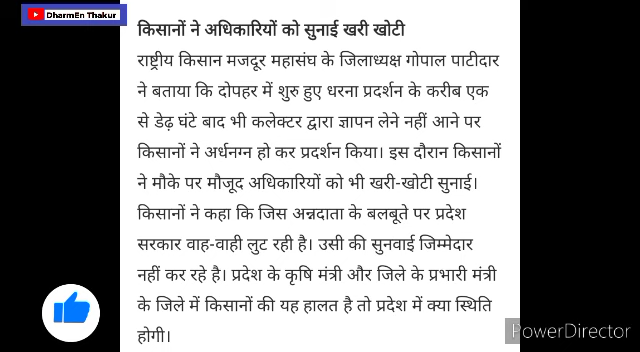 DharmEn Thakur
किसानों ने अधिकारियों को सुनाई खरी खोटी
राष्ट्रीय किसान मजदूर महासंघ के जिलाध्यक्ष गोपाल पाटीदार
ने बताया कि दोपहर में शुरु हुए धरना प्रदर्शन के करीब एक
से डेढ़ घंटे बाद भी कलेक्टर द्वारा ज्ञापन लेने नहीं आने पर
किसानों ने अर्धनग्न हो कर प्रदर्शन किया। इस दौरान किसानों
ने मौके पर मौजूद अधिकारियों को भी खरी-खोटी सुनाई।
किसानों ने कहा कि जिस अन्नदाता के बलबूते पर प्रदेश
सरकार वाह-वाही लुट रही है। उसी की सुनवाई जिम्मेदार
नहीं कर रहे है। प्रदेश के कृषि मंत्री और जिले के प्रभारी मंत्री
के जिले में किसानों की यह हालत है तो प्रदेश में क्या स्थिति
होगी।
PowerDirector